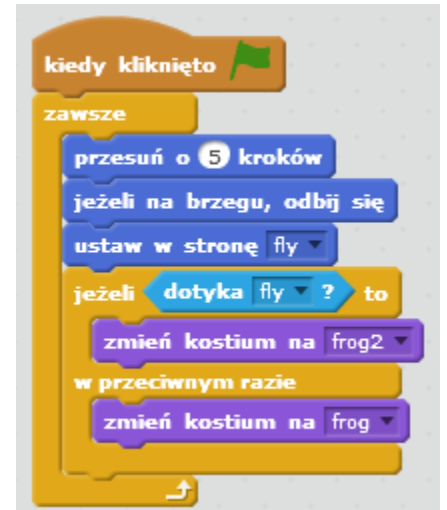 kiedy kliknięto
zawsze
przesuń o 5 kroków
jeżeli na brzegu, odbij się
ustaw w stronę fly
jeżeli dotyka fly ? to
zmień kostium na frog2
w przeciwnym razie
zmień kostium na frog